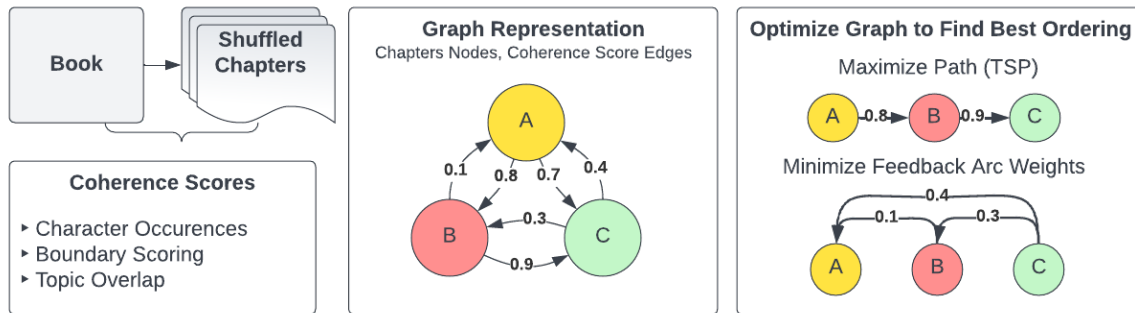 Book
Shuffled
Chapters
Coherence Scores
‣ Character Occurences
‣ Boundary Scoring
‣ Topic Overlap
Graph Representation
Chapters Nodes, Coherence Score Edges
A
0.1
0.8
0.7
0.4
B
0.3
C
0.9
Optimize Graph to Find Best Ordering
Maximize Path (TSP)
A 0.8 B 0.9 C
Minimize Feedback Arc Weights
0.4
0.1 0.3
A B C